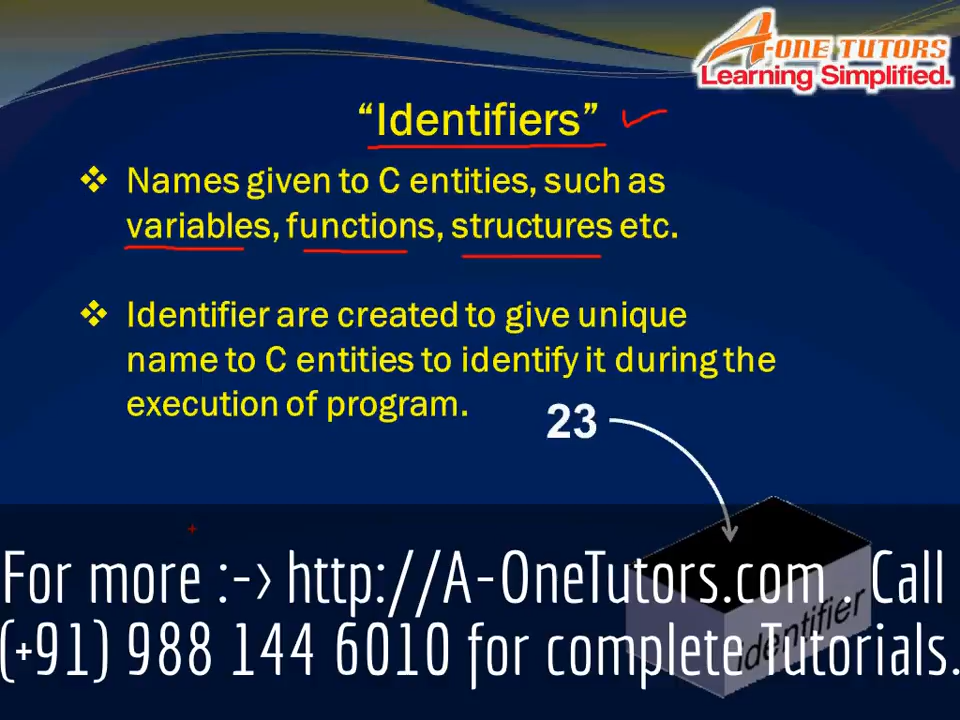 A-ONE TUTORS
Learning Simplified.
“Identifiers”
❖ Names given to C entities, such as
variables, functions, structures etc.
❖ Identifier are created to give unique
name to C entities to identify it during the
execution of program.
23
Identifier
For more :-> http://A-OneTutors.com . Call
(+91) 988 144 6010 for complete Tutorials.